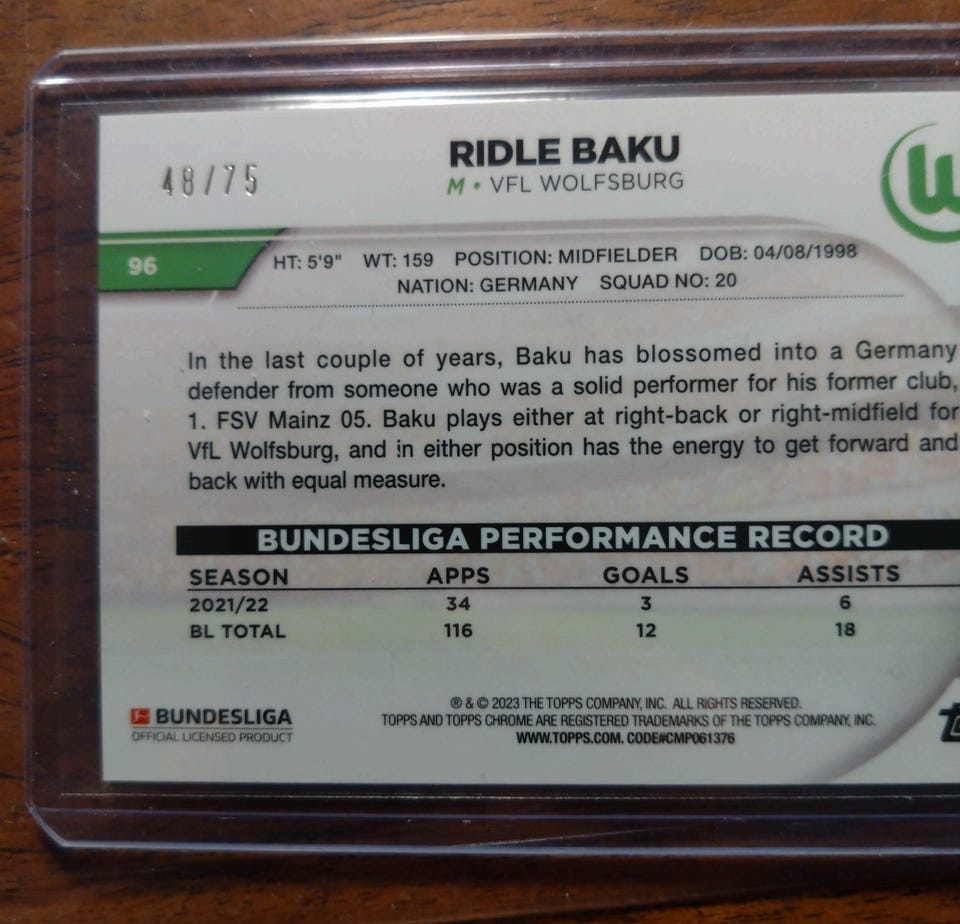 48/75
RIDLE BAKU
M • VFL WOLFSBURG
W
96
HT: 5'9" WT: 159 POSITION: MIDFIELDER DOB: 04/08/1998
NATION: GERMANY SQUAD NO: 20
In the last couple of years, Baku has blossomed into a Germany
defender from someone who was a solid performer for his former club,
1. FSV Mainz 05. Baku plays either at right-back or right-midfield for
VfL Wolfsburg, and in either position has the energy to get forward and
back with equal measure.
BUNDESLIGA PERFORMANCE RECORD
SEASON APPS GOALS ASSISTS
2021/22 34 3 6
BL TOTAL 116 12 18
BUNDESLIGA
OFFICIAL LICENSED PRODUCT
® & © 2023 THE TOPPS COMPANY, INC. ALL RIGHTS RESERVED.
TOPPS AND TOPPS CHROME ARE REGISTERED TRADEMARKS OF THE TOPPS COMPANY, INC.
WWW.TOPPS.COM. CODE#CMP061376